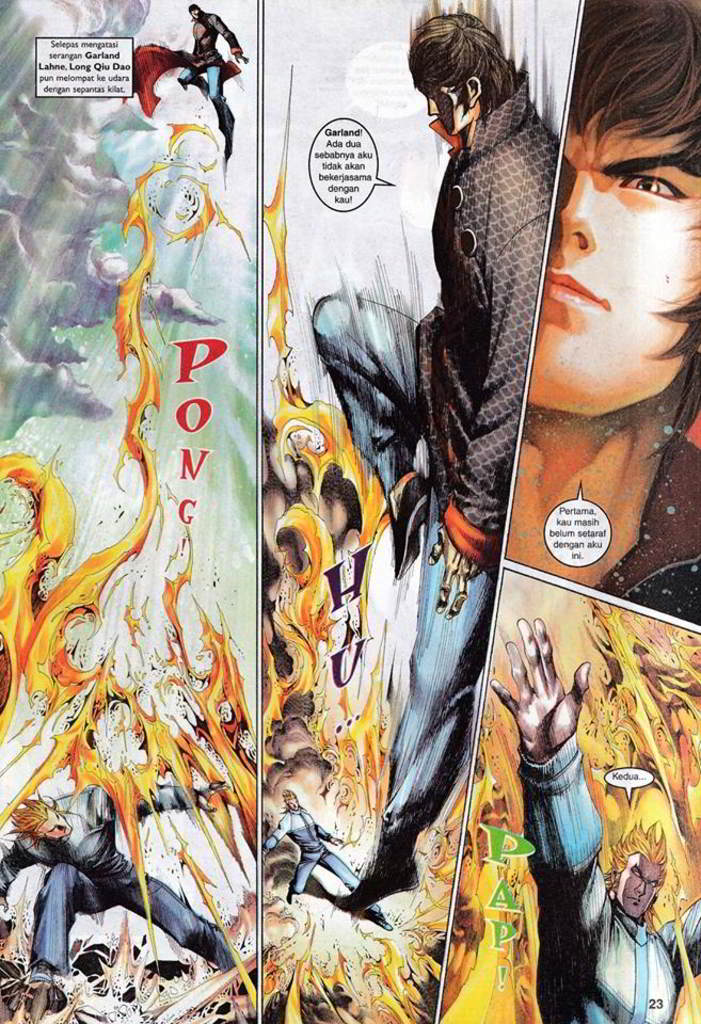 Selepas mengatasi
serangan Garland
Lahne, Long Qiu Dao
pun melompat ke udara
dengan sepantas kilat.
PONG!
Garland!
Ada dua
sebabnya aku
tidak akan
bekerjasama
dengan
kau!
HIU...
Pertama,
kau masih
belum setaraf
dengan aku
ini.
Kedua...
PAP!
23